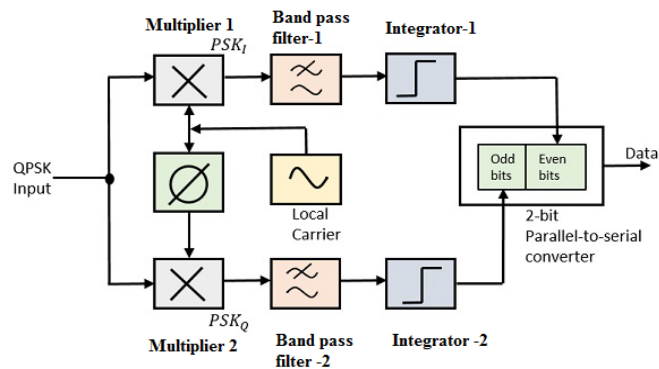 Multiplier 1
PSK_I
Band pass
filter-1
Integrator-1
QPSK
Input
Local
Carrier
Odd
bits
Even
bits
Data
2-bit
Parallel-to-serial
converter
PSK_Q
Multiplier 2
Band pass
filter -2
Integrator -2